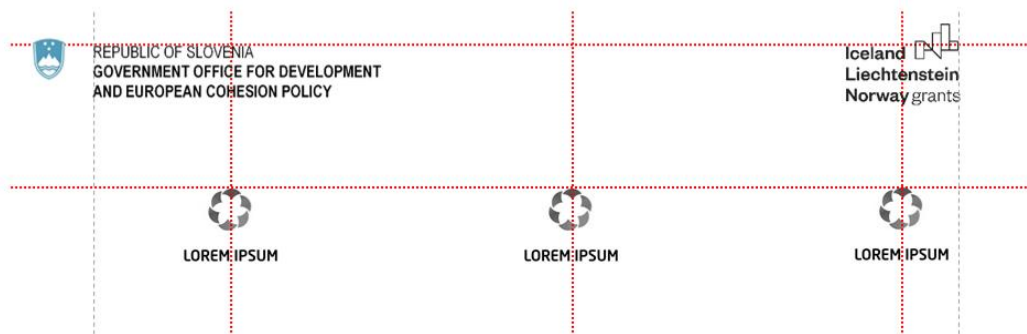 REPUBLIC OF SLOVENIA
GOVERNMENT OFFICE FOR DEVELOPMENT
AND EUROPEAN COHESION POLICY
Iceland
Liechtenstein
Norway grants
LOREM IPSUM
LOREM IPSUM
LOREM IPSUM